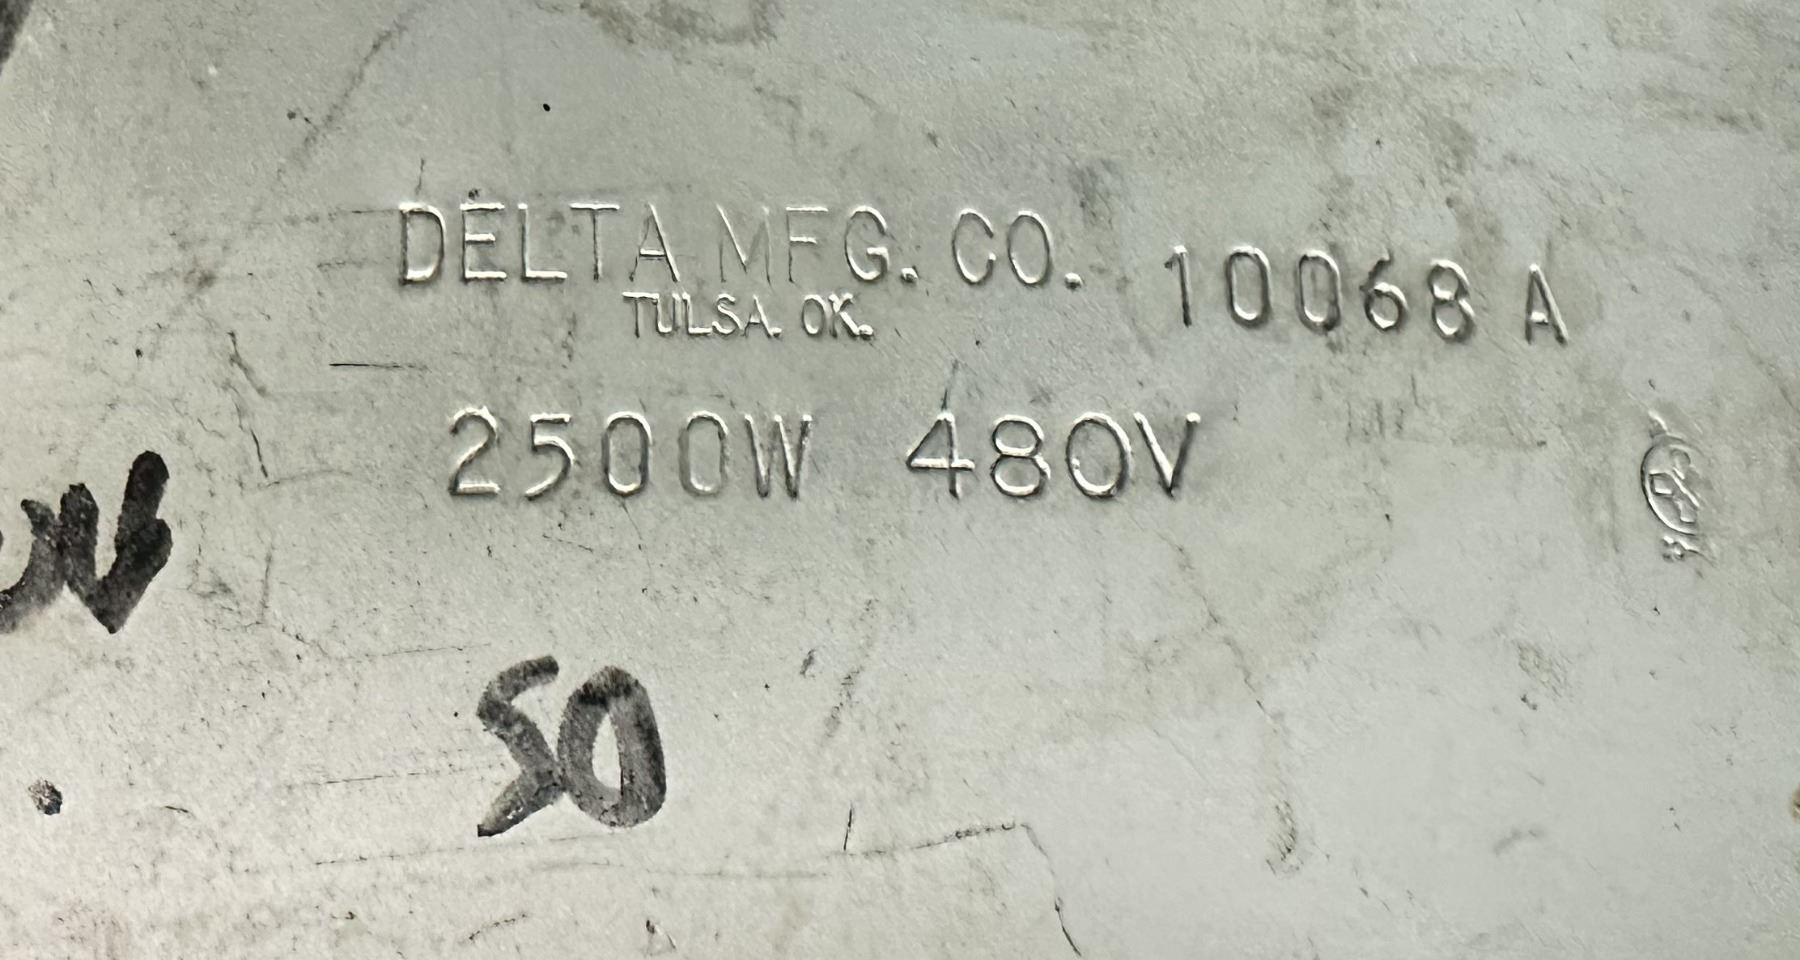 DELTA MFG. CO. 10068 A
TULSA. OK.
2500W 480V
50